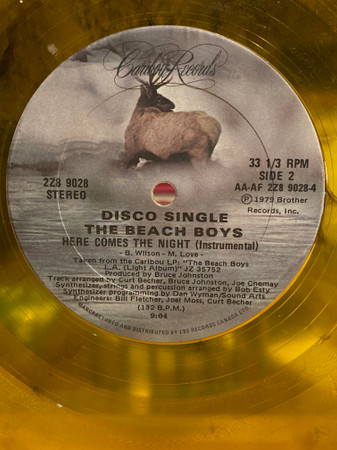 Caribou Records
2Z8 9028
STEREO
33 1/3 RPM
SIDE 2
AA-AF 2Z8 9028-4
Ⓟ 1979 Brother
Records, Inc.
DISCO SINGLE
THE BEACH BOYS
HERE COMES THE NIGHT (Instrumental)
- B. Wilson - M. Love -
Taken from the Caribou LP: "The Beach Boys
L.A. (Light Album)" JZ 35752
Produced by Bruce Johnston
Track arranged by Curt Becher, Bruce Johnston, Joe Chemay
Synthesizer, strings and percussion arranged by Bob Esty
Synthesizer programming by Dan Wyman/Sound Arts
Engineers: Bill Fletcher, Joel Moss, Curt Becher
(132 B.P.M.)
9:04
MANUFACTURED AND DISTRIBUTED BY CBS RECORDS CANADA LTD.